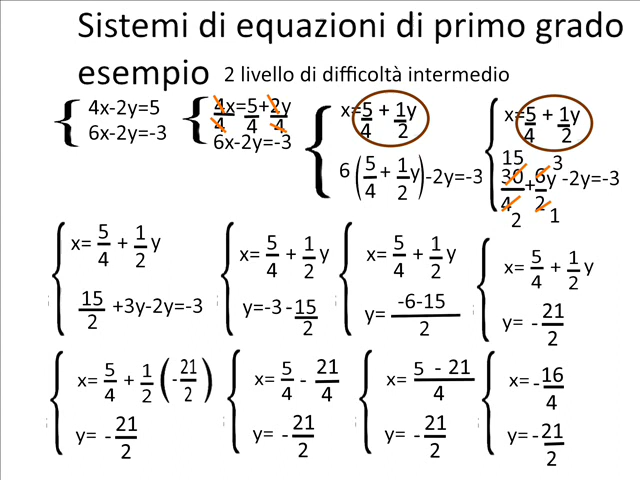 Sistemi di equazioni di primo grado
esempio 2 livello di difficoltà intermedio
{ 4x-2y=5
6x-2y=-3
{ 4x/4=5/4+2y/4
6x-2y=-3
{ x=5/4 + 1/2y
6(5/4 + 1/2y)-2y=-3
{ x=5/4 + 1/2y
15 3
30/4+6y/2-2y=-3
2 1
{ x= 5/4 + 1/2 y
15/2 +3y-2y=-3
{ x= 5/4 + 1/2 y
y=-3 -15/2
{ x= 5/4 + 1/2 y
y= -6-15/2
{ x= 5/4 + 1/2 y
y= -21/2
{ x= 5/4 + 1/2 (-21/2)
y= -21/2
{ x= 5/4 - 21/4
y= -21/2
{ x= 5 - 21/4
y= -21/2
{ x=-16/4
y=-21/2